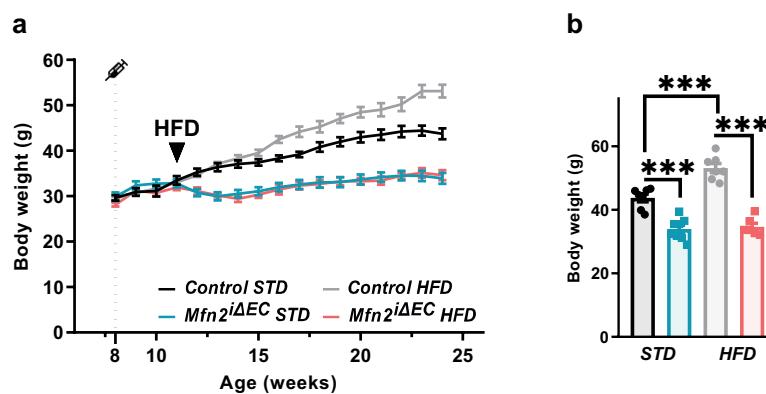 a
60
50
40
30
20
10
0
Body weight (g)
HFD
Control STD
Control HFD
Mfn2iΔEC STD
Mfn2iΔEC HFD
8
10
15
20
25
Age (weeks)
b
***
***
***
60
40
20
0
Body weight (g)
STD
HFD